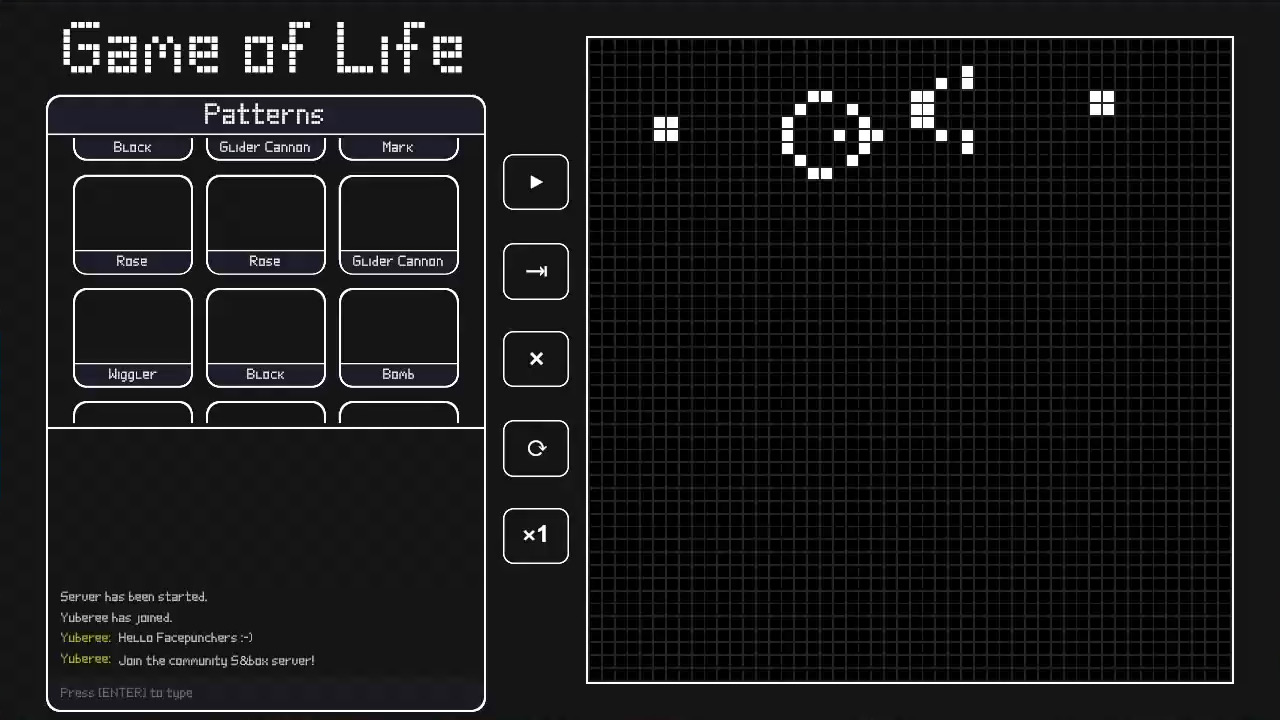 Game of Life
Patterns
Block
Glider Cannon
Mark
Rose
Rose
Glider Cannon
Wiggler
Block
Bomb
×1
Server has been started.
Yuberee has joined.
Yuberee: Hello Facepunchers :-)
Yuberee: Join the community S&box server!
Press [ENTER] to type